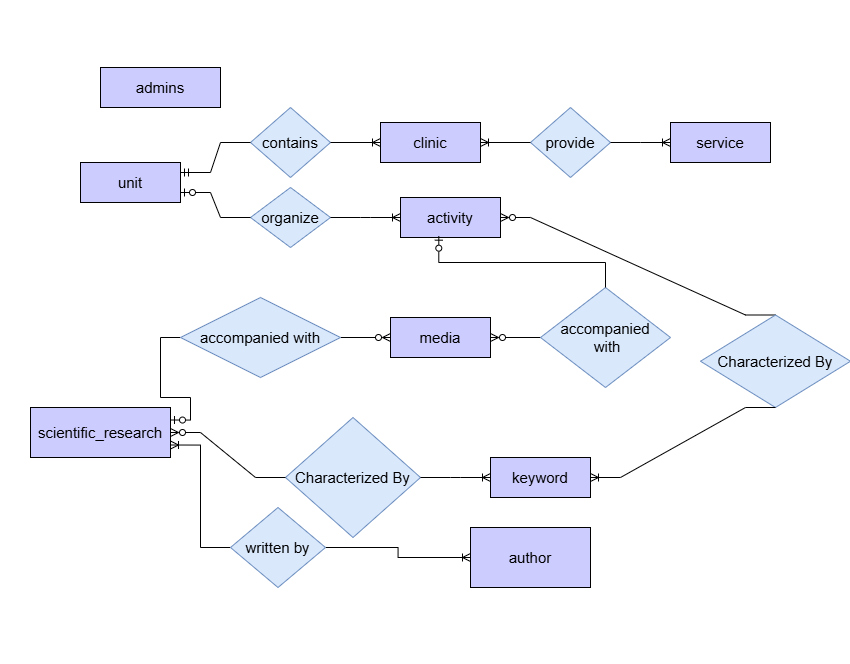 admins
contains
clinic
provide
service
unit
organize
activity
accompanied with
media
accompanied
with
Characterized By
scientific_research
Characterized By
keyword
written by
author